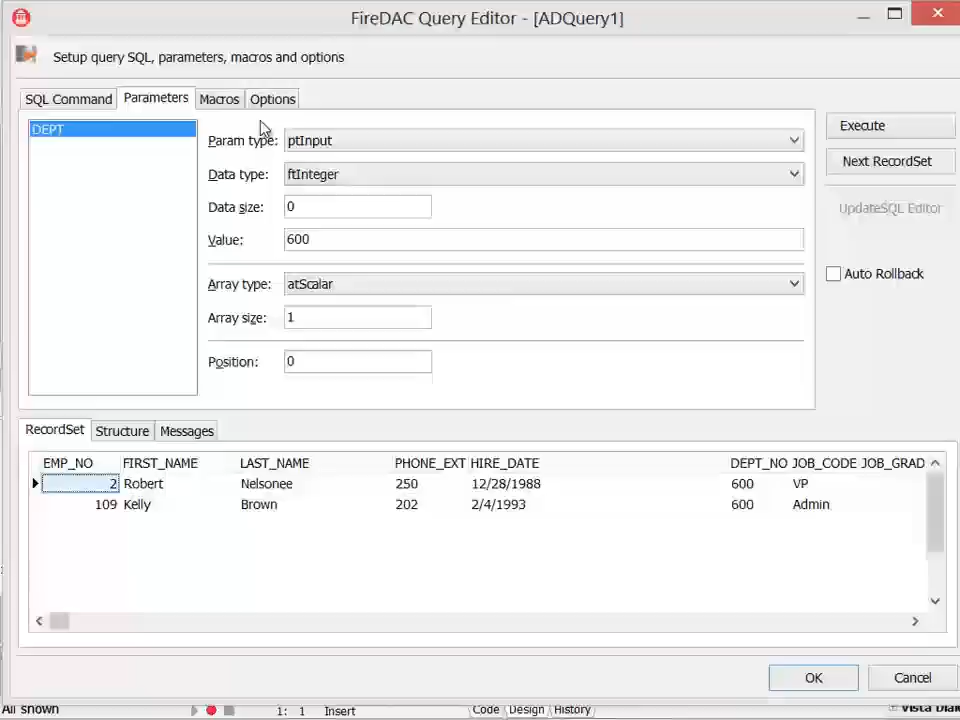 FireDAC Query Editor - [ADQuery1]
Setup query SQL, parameters, macros and options
SQL Command Parameters Macros Options
DEPT
Param type: ptInput
Data type: ftInteger
Data size: 0
Value: 600
Array type: atScalar
Array size: 1
Position: 0
Execute
Next RecordSet
UpdateSQL Editor
Auto Rollback
RecordSet Structure Messages
EMP_NO FIRST_NAME LAST_NAME PHONE_EXT HIRE_DATE DEPT_NO JOB_CODE JOB_GRAD
2 Robert Nelsonee 250 12/28/1988 600 VP
109 Kelly Brown 202 2/4/1993 600 Admin
OK Cancel
All shown 1: 1 Insert Code Design History Vista Dial